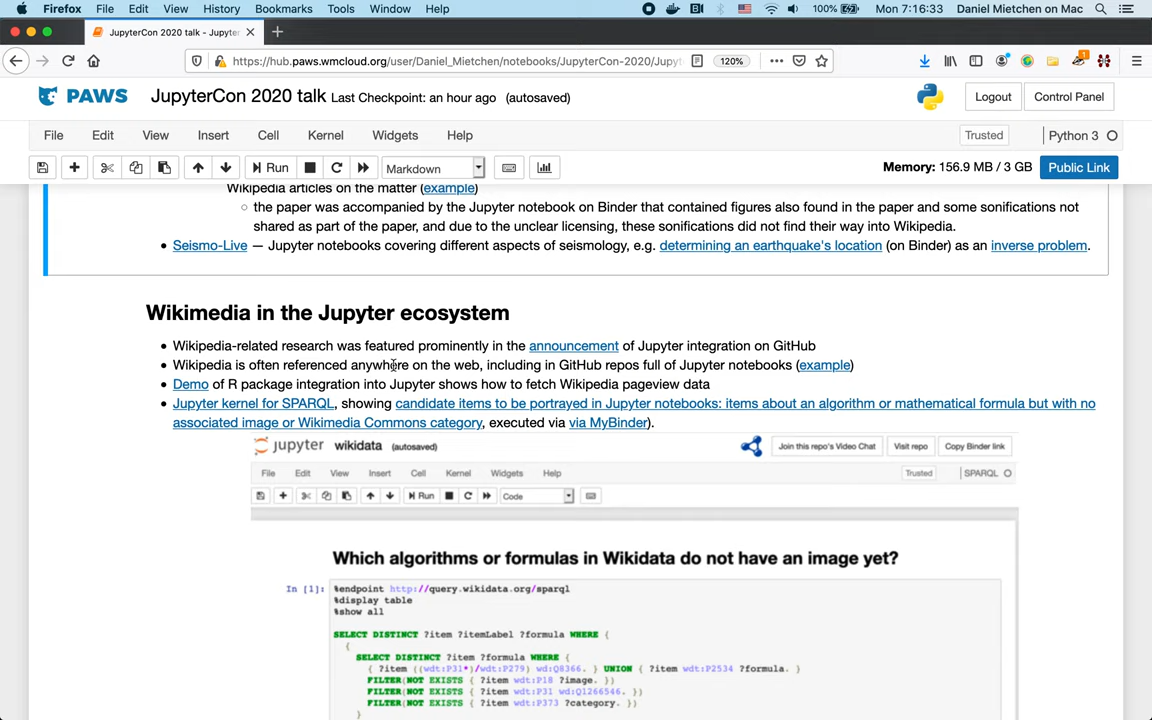 Firefox File Edit View History Bookmarks Tools Window Help 100% Mon 7:16:33 Daniel Mietchen on Mac
JupyterCon 2020 talk - Jupyter
https://hub.paws.wmcloud.org/user/Daniel_Mietchen/notebooks/JupyterCon-2020/Jupyt 120%
PAWS JupyterCon 2020 talk Last Checkpoint: an hour ago (autosaved) Logout Control Panel
File Edit View Insert Cell Kernel Widgets Help Trusted Python 3
Run Markdown Memory: 156.9 MB / 3 GB Public Link
Wikipedia articles on the matter (example)
the paper was accompanied by the Jupyter notebook on Binder that contained figures also found in the paper and some sonifications not
shared as part of the paper, and due to the unclear licensing, these sonifications did not find their way into Wikipedia.
Seismo-Live — Jupyter notebooks covering different aspects of seismology, e.g. determining an earthquake's location (on Binder) as an inverse problem.
Wikimedia in the Jupyter ecosystem
Wikipedia-related research was featured prominently in the announcement of Jupyter integration on GitHub
Wikipedia is often referenced anywhere on the web, including in GitHub repos full of Jupyter notebooks (example)
Demo of R package integration into Jupyter shows how to fetch Wikipedia pageview data
Jupyter kernel for SPARQL, showing candidate items to be portrayed in Jupyter notebooks: items about an algorithm or mathematical formula but with no
associated image or Wikimedia Commons category, executed via via MyBinder).
jupyter wikidata (autosaved) Join this repo's Video Chat Visit repo Copy Binder link
File Edit View Insert Cell Kernel Widgets Help Trusted SPARQL
Run Code
Which algorithms or formulas in Wikidata do not have an image yet?
In [1]: %endpoint http://query.wikidata.org/sparql
%display table
%show all
SELECT DISTINCT ?item ?itemLabel ?formula WHERE {
{
SELECT DISTINCT ?item ?formula WHERE {
{ ?item ((wdt:P31*)/wdt:P279) wd:Q8366. } UNION { ?item wdt:P2534 ?formula. }
FILTER(NOT EXISTS { ?item wdt:P18 ?image. })
FILTER(NOT EXISTS { ?item wdt:P31 wd:Q1266546. })
FILTER(NOT EXISTS { ?item wdt:P373 ?category. })
}